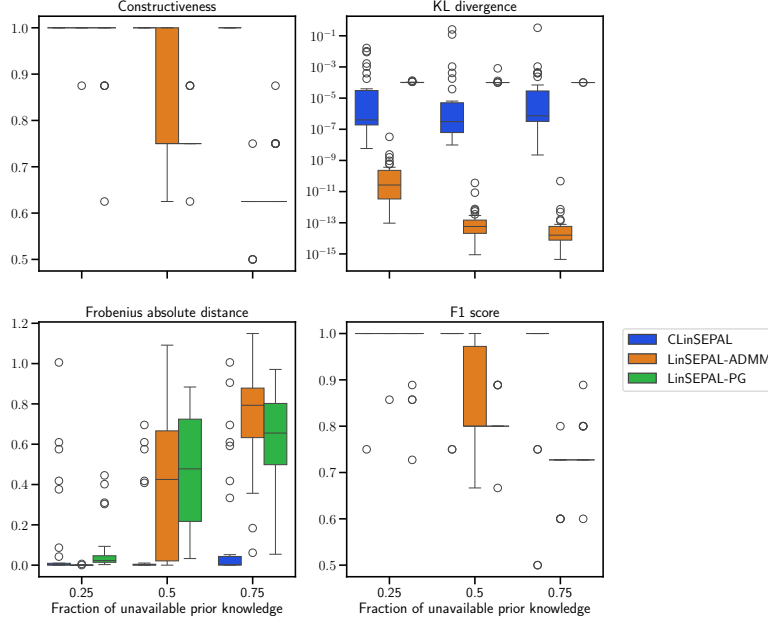 Constructiveness
1.0
0.9
0.8
0.7
0.6
0.5
KL divergence
10⁻¹
10⁻³
10⁻⁵
10⁻⁷
10⁻⁹
10⁻¹¹
10⁻¹³
10⁻¹⁵
Frobenius absolute distance
1.2
1.0
0.8
0.6
0.4
0.2
0.0
0.25 0.5 0.75
Fraction of unavailable prior knowledge
F1 score
1.0
0.9
0.8
0.7
0.6
0.5
0.25 0.5 0.75
Fraction of unavailable prior knowledge
CLinSEPAL
LinSEPAL-ADMM
LinSEPAL-PG